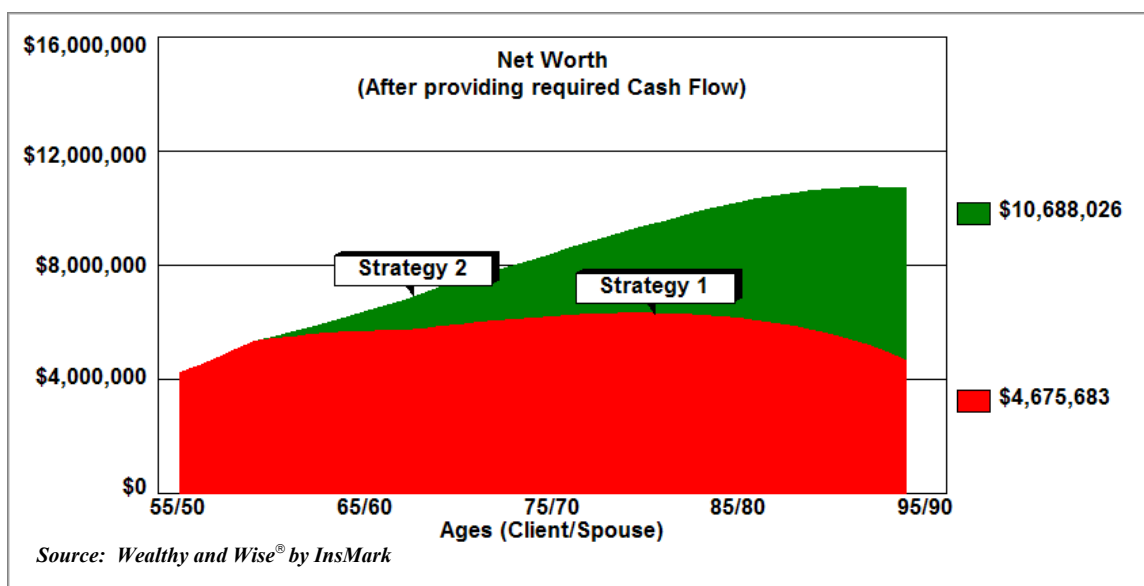 Net Worth
(After providing required Cash Flow)
$16,000,000
$12,000,000
$8,000,000
$4,000,000
$0
Strategy 2
Strategy 1
$10,688,026
$4,675,683
55/50 65/60 75/70 85/80 95/90
Ages (Client/Spouse)
Source: Wealthy and Wise® by InsMark